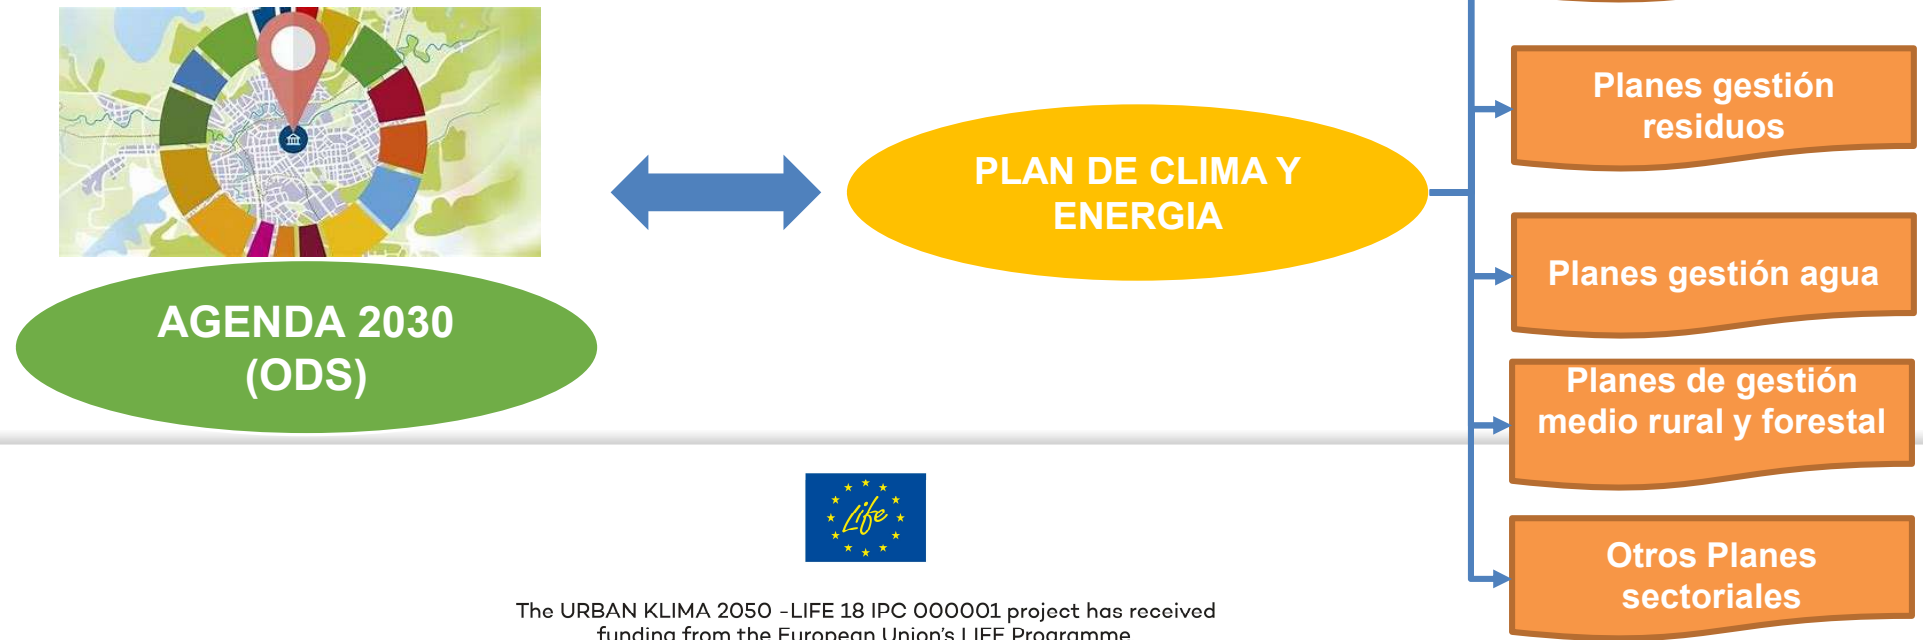 AGENDA 2030
(ODS)
PLAN DE CLIMA Y
ENERGIA
Planes gestión
residuos
Planes gestión agua
Planes de gestión
medio rural y forestal
Otros Planes
sectoriales
Life
The URBAN KLIMA 2050 -LIFE 18 IPC 000001 project has received
funding from the European Union's LIFE Programme